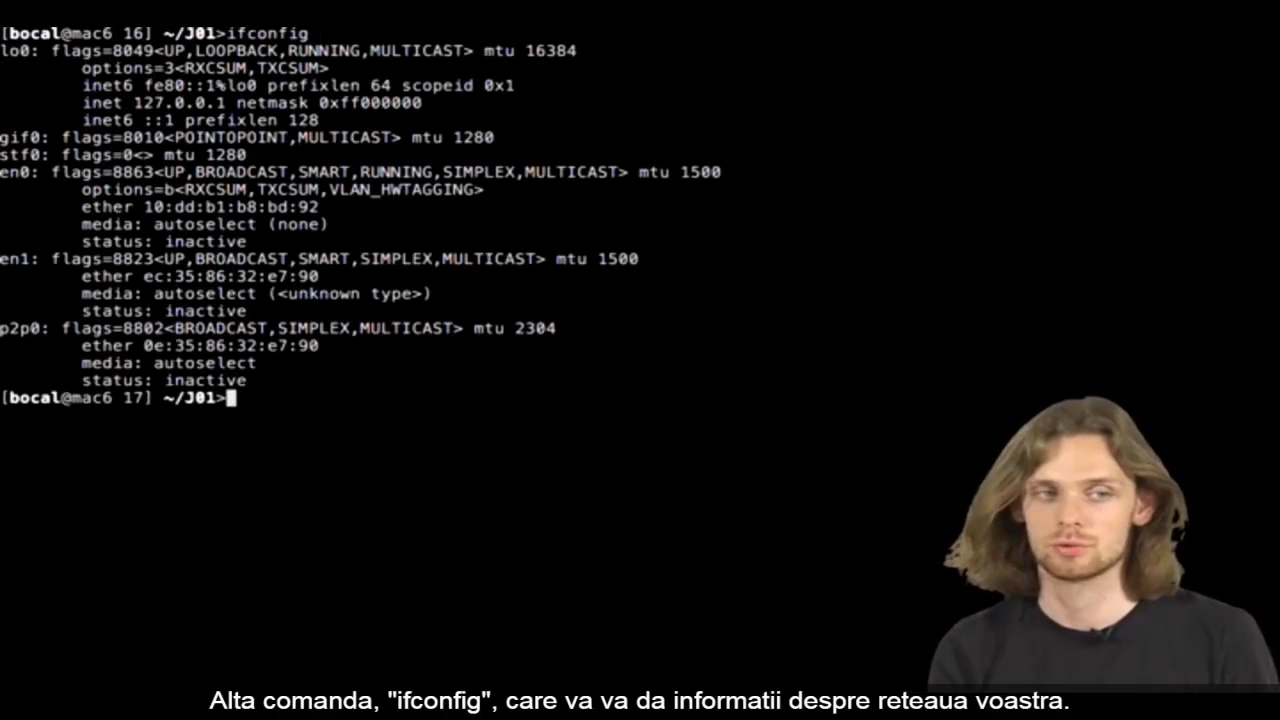 [bocal@mac6 16] ~/J01>ifconfig
lo0: flags=8049<UP,LOOPBACK,RUNNING,MULTICAST> mtu 16384
options=3<RXCSUM,TXCSUM>
inet6 fe80::1%lo0 prefixlen 64 scopeid 0x1
inet 127.0.0.1 netmask 0xff000000
inet6 ::1 prefixlen 128
gif0: flags=8010<POINTOPOINT,MULTICAST> mtu 1280
stf0: flags=0<> mtu 1280
en0: flags=8863<UP,BROADCAST,SMART,RUNNING,SIMPLEX,MULTICAST> mtu 1500
options=b<RXCSUM,TXCSUM,VLAN_HWTAGGING>
ether 10:dd:b1:b8:bd:92
media: autoselect (none)
status: inactive
en1: flags=8823<UP,BROADCAST,SMART,SIMPLEX,MULTICAST> mtu 1500
ether ec:35:86:32:e7:90
media: autoselect (<unknown type>)
status: inactive
p2p0: flags=8802<BROADCAST,SIMPLEX,MULTICAST> mtu 2304
ether 0e:35:86:32:e7:90
media: autoselect
status: inactive
[bocal@mac6 17] ~/J01>
Alta comanda, "ifconfig", care va va da informatii despre reteaua voastra.